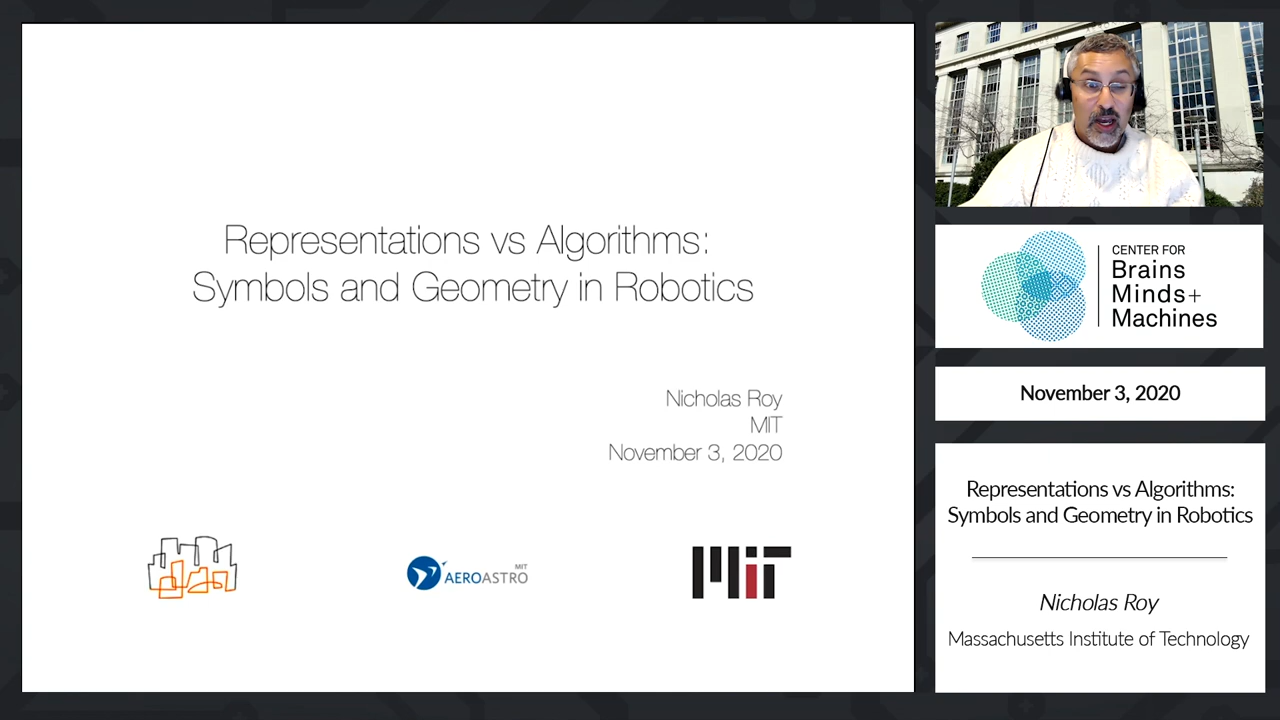 Representations vs Algorithms:
Symbols and Geometry in Robotics
Nicholas Roy
MIT
November 3, 2020
MIT
AEROASTRO
MIT
CENTER FOR
Brains
Minds+
Machines
November 3, 2020
Representations vs Algorithms:
Symbols and Geometry in Robotics
Nicholas Roy
Massachusetts Institute of Technology